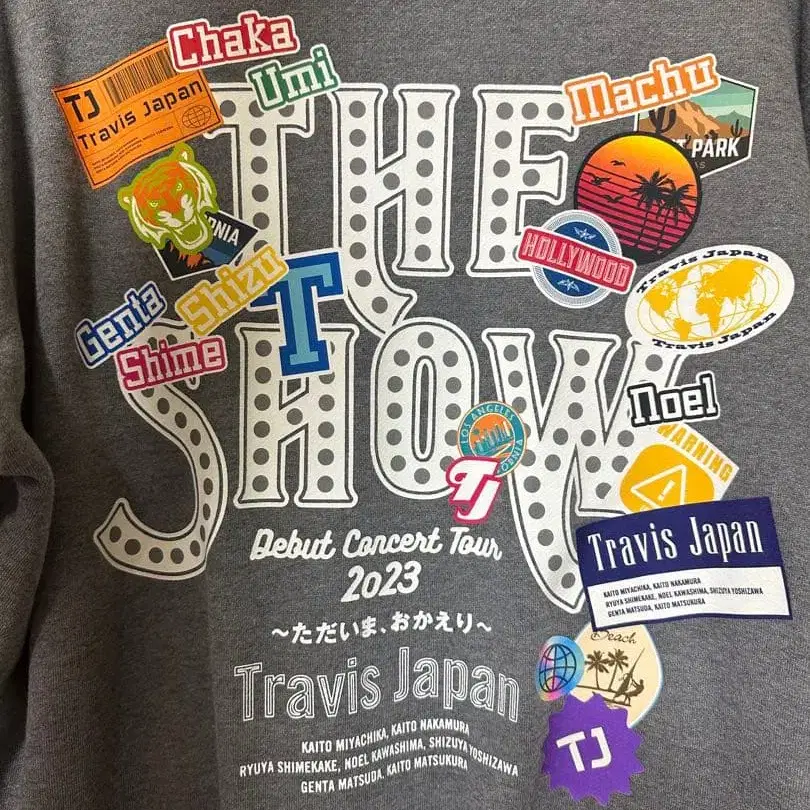 Chaka
Umi
TJ
Travis Japan
THE
Machu
PARK
NIA
HOLLYWOOD
Travis Japan
Travis Japan
Genta
Shizu
Shime
T
SHOW
Noel
LOS ANGELES
TJ
WARNING
Travis Japan
KAITO MIYACHIKA, KAITO NAKAMURA
RYUYA SHIMEKAKE, NOEL KAWASHIMA, SHIZUYA YOSHIZAWA
GENTA MATSUDA, KAITO MATSUKURA
Debut Concert Tour
2023
~ただいま、おかえり~
Beach
Travis Japan
KAITO MIYACHIKA, KAITO NAKAMURA
RYUYA SHIMEKAKE, NOEL KAWASHIMA, SHIZUYA YOSHIZAWA
GENTA MATSUDA, KAITO MATSUKURA
TJ